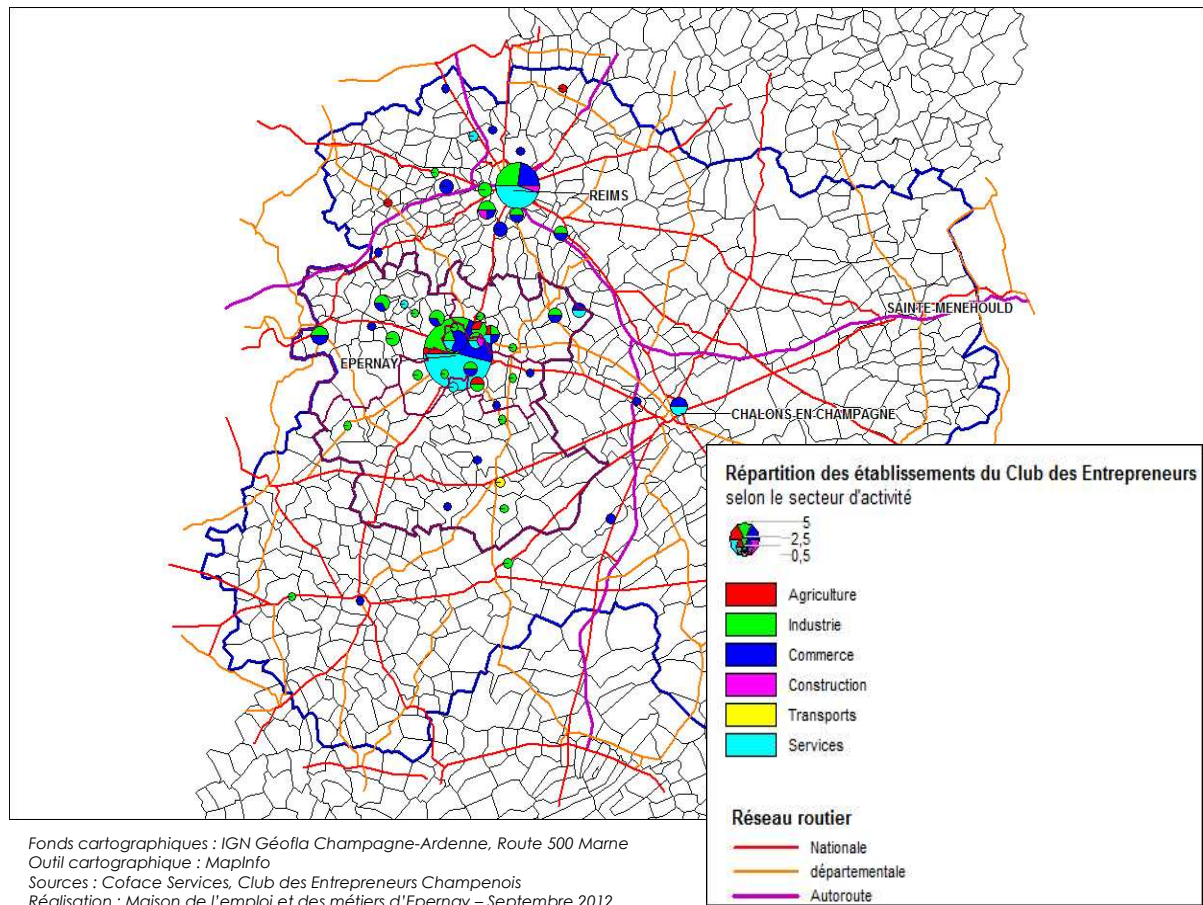 REIMS
SAINTE-MENEHOULD
EPERNAY
CHALONS-EN-CHAMPAGNE
Répartition des établissements du Club des Entrepreneurs
selon le secteur d'activité
5
2,5
0,5
Agriculture
Industrie
Commerce
Construction
Transports
Services
Réseau routier
Nationale
départementale
Autoroute
Fonds cartographiques : IGN Géofla Champagne-Ardenne, Route 500 Marne
Outil cartographique : MapInfo
Sources : Coface Services, Club des Entrepreneurs Champenois
Réalisation : Maison de l'emploi et des métiers d'Epernay – Septembre 2012